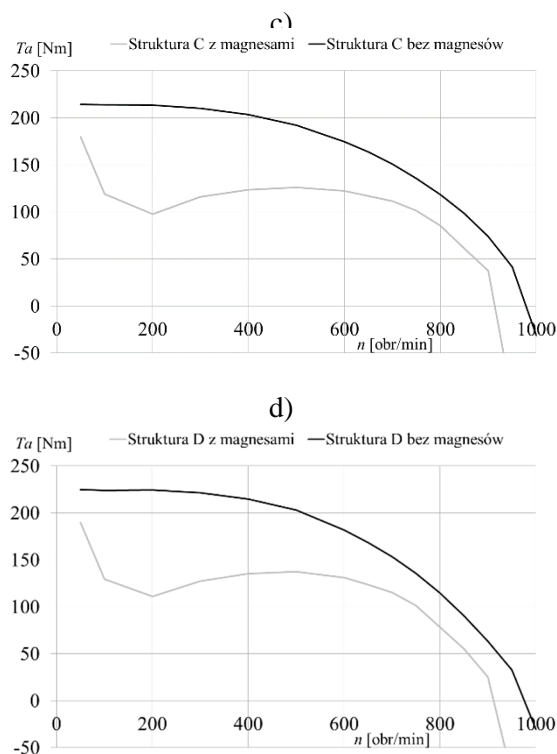 c)
Ta [Nm]
Struktura C z magnesami
Struktura C bez magnesów
250
200
150
100
50
0
-50
0
200
400
600
800
1000
n [obr/min]
d)
Ta [Nm]
Struktura D z magnesami
Struktura D bez magnesów
250
200
150
100
50
0
-50
0
200
400
600
800
1000
n [obr/min]